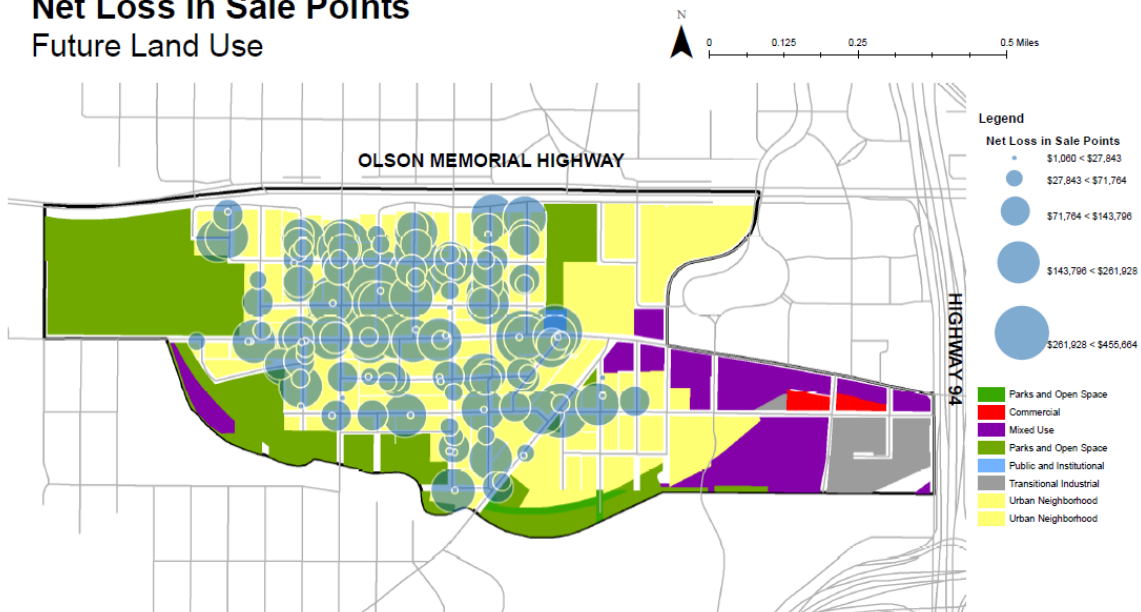 Net Loss in Sale Points
Future Land Use
N
0 0.125 0.25 0.5 Miles
OLSON MEMORIAL HIGHWAY
HIGHWAY 94
Legend
Net Loss in Sale Points
$1,060 < $27,843
$27,843 < $71,764
$71,764 < $143,796
$143,796 < $261,928
$261,928 < $455,664
Parks and Open Space
Commercial
Mixed Use
Parks and Open Space
Public and Institutional
Transitional Industrial
Urban Neighborhood
Urban Neighborhood